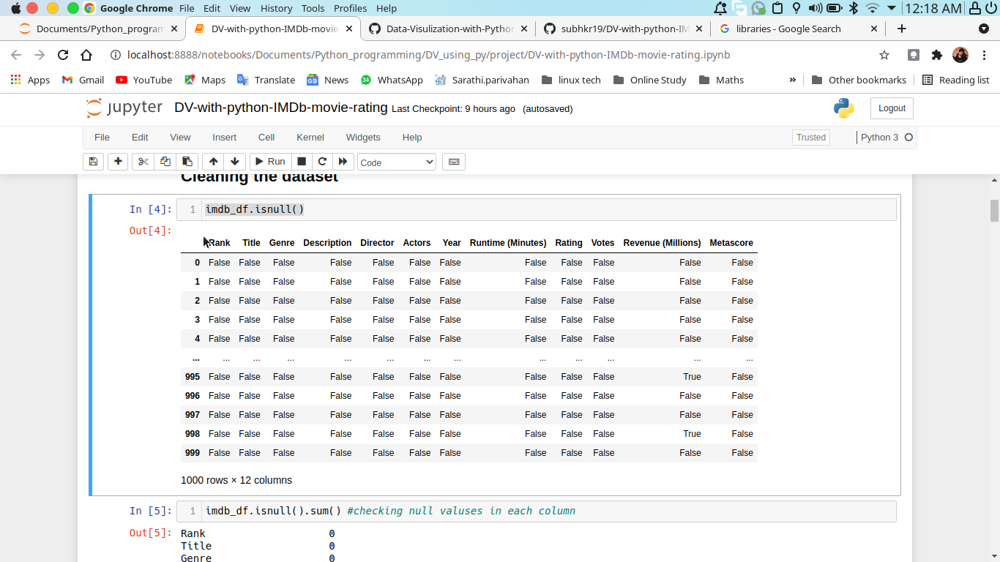 Google Chrome File Edit View History Tools Profiles Help 12:18 AM
Documents/Python_program DV-with-python-IMDb-movie Data-Visulization-with-Python subhkr19/DV-with-python-IM libraries - Google Search
localhost:8888/notebooks/Documents/Python_programming/DV_using_py/project/DV-with-python-IMDb-movie-rating.ipynb
Apps Gmail YouTube Maps Translate News 34 WhatsApp Sarathi.parivahan linux tech Online Study Maths » Other bookmarks Reading list
jupyter DV-with-python-IMDb-movie-rating Last Checkpoint: 9 hours ago (autosaved) Logout
File Edit View Insert Cell Kernel Widgets Help Trusted Python 3
Run Code
Cleaning the dataset
In [4]: 1 imdb_df.isnull()
Out[4]:
Rank Title Genre Description Director Actors Year Runtime (Minutes) Rating Votes Revenue (Millions) Metascore
0 False False False False False False False False False False False False
1 False False False False False False False False False False False False
2 False False False False False False False False False False False False
3 False False False False False False False False False False False False
4 False False False False False False False False False False False False
... ... ... ... ... ... ... ... ... ... ... ... ...
995 False False False False False False False False False False True False
996 False False False False False False False False False False False False
997 False False False False False False False False False False False False
998 False False False False False False False False False False True False
999 False False False False False False False False False False False False
1000 rows × 12 columns
In [5]: 1 imdb_df.isnull().sum() #checking null valuses in each column
Out[5]: Rank 0
Title 0
Genre 0